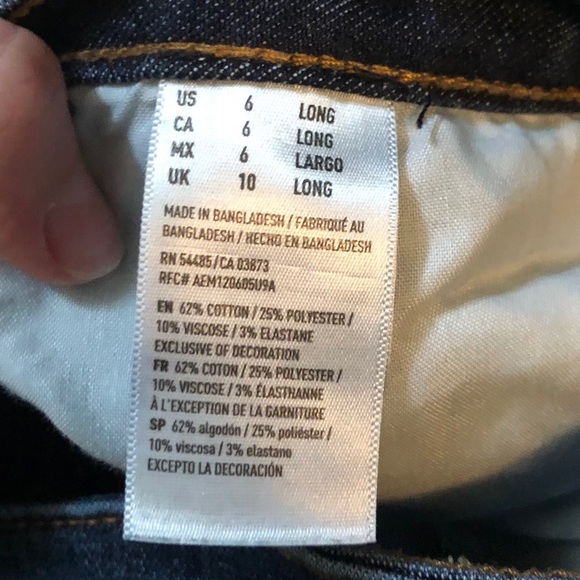 US 6 LONG
CA 6 LONG
MX 6 LARGO
UK 10 LONG
MADE IN BANGLADESH / FABRIQUÉ AU
BANGLADESH / HECHO EN BANGLADESH
RN 54485/CA 03873
RFC# AEM120605U9A
EN 62% COTTON / 25% POLYESTER /
10% VISCOSE / 3% ELASTANE
EXCLUSIVE OF DECORATION
FR 62% COTON / 25% POLYESTER /
10% VISCOSE / 3% ÉLASTHANNE
À L'EXCEPTION DE LA GARNITURE
SP 62% algodón / 25% poliéster /
10% viscosa / 3% elastano
EXCEPTO LA DECORACIÓN